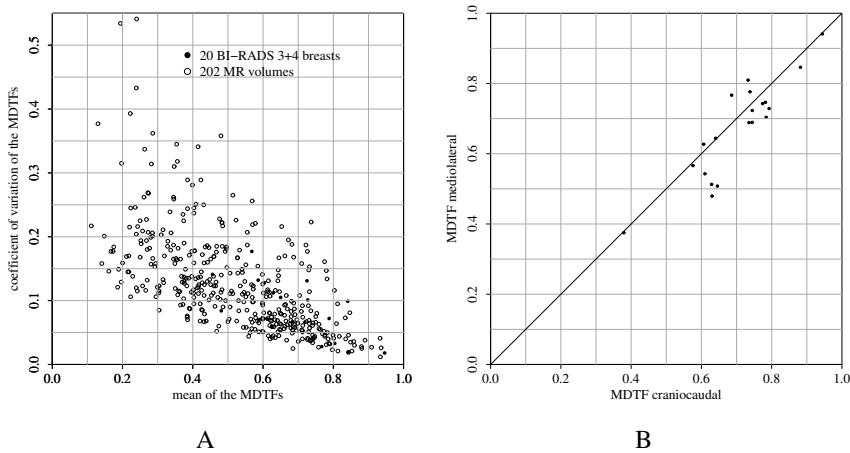 0.5
0.4
0.3
0.2
0.1
0.0
coefficient of variation of the MDTFs
20 BI−RADS 3+4 breasts
202 MR volumes
0.0 0.2 0.4 0.6 0.8 1.0
mean of the MDTFs
A
1.0
0.8
0.6
0.4
0.2
0.0
MDTF mediolateral
0.0 0.2 0.4 0.6 0.8 1.0
MDTF craniocaudal
B